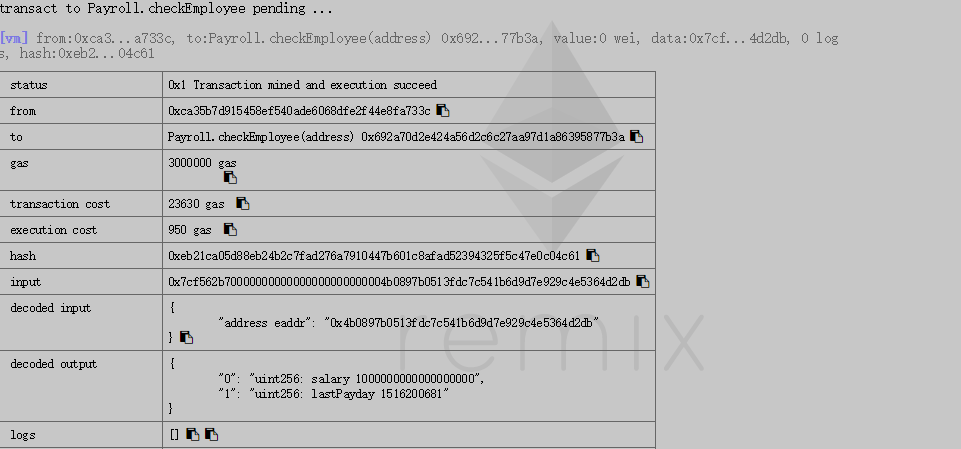 transact to Payroll.checkEmployee pending ...
[vm] from:0xca3...a733c, to:Payroll.checkEmployee(address) 0x692...77b3a, value:0 wei, data:0x7cf...4d2db, 0 log
s, hash:0xeb2...04c61
status 0x1 Transaction mined and execution succeed
from 0xca35b7d915458ef540ade6068dfe2f44e8fa733c
to Payroll.checkEmployee(address) 0x692a70d2e424a56d2c6c27aa97d1a86395877b3a
gas 3000000 gas
transaction cost 23630 gas
execution cost 950 gas
hash 0xeb21ca05d88eb24b2c7fad276a7910447b601c8afad52394325f5c47e0c04c61
input 0x7cf562b70000000000000000000000004b0897b0513fdc7c541b6d9d7e929c4e5364d2db
decoded input {
"address eaddr": "0x4b0897b0513fdc7c541b6d9d7e929c4e5364d2db"
}
decoded output {
"0": "uint256: salary 1000000000000000000",
"1": "uint256: lastPayday 1516200681"
}
logs []
remix